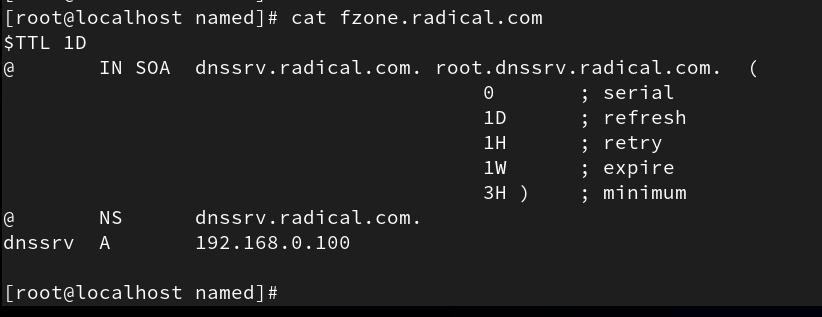 [root@localhost named]# cat fzone.radical.com
$TTL 1D
@       IN SOA  dnssrv.radical.com. root.dnssrv.radical.com.  (
                                        0       ; serial
                                        1D      ; refresh
                                        1H      ; retry
                                        1W      ; expire
                                        3H )    ; minimum
@       NS      dnssrv.radical.com.
dnssrv  A       192.168.0.100

[root@localhost named]#